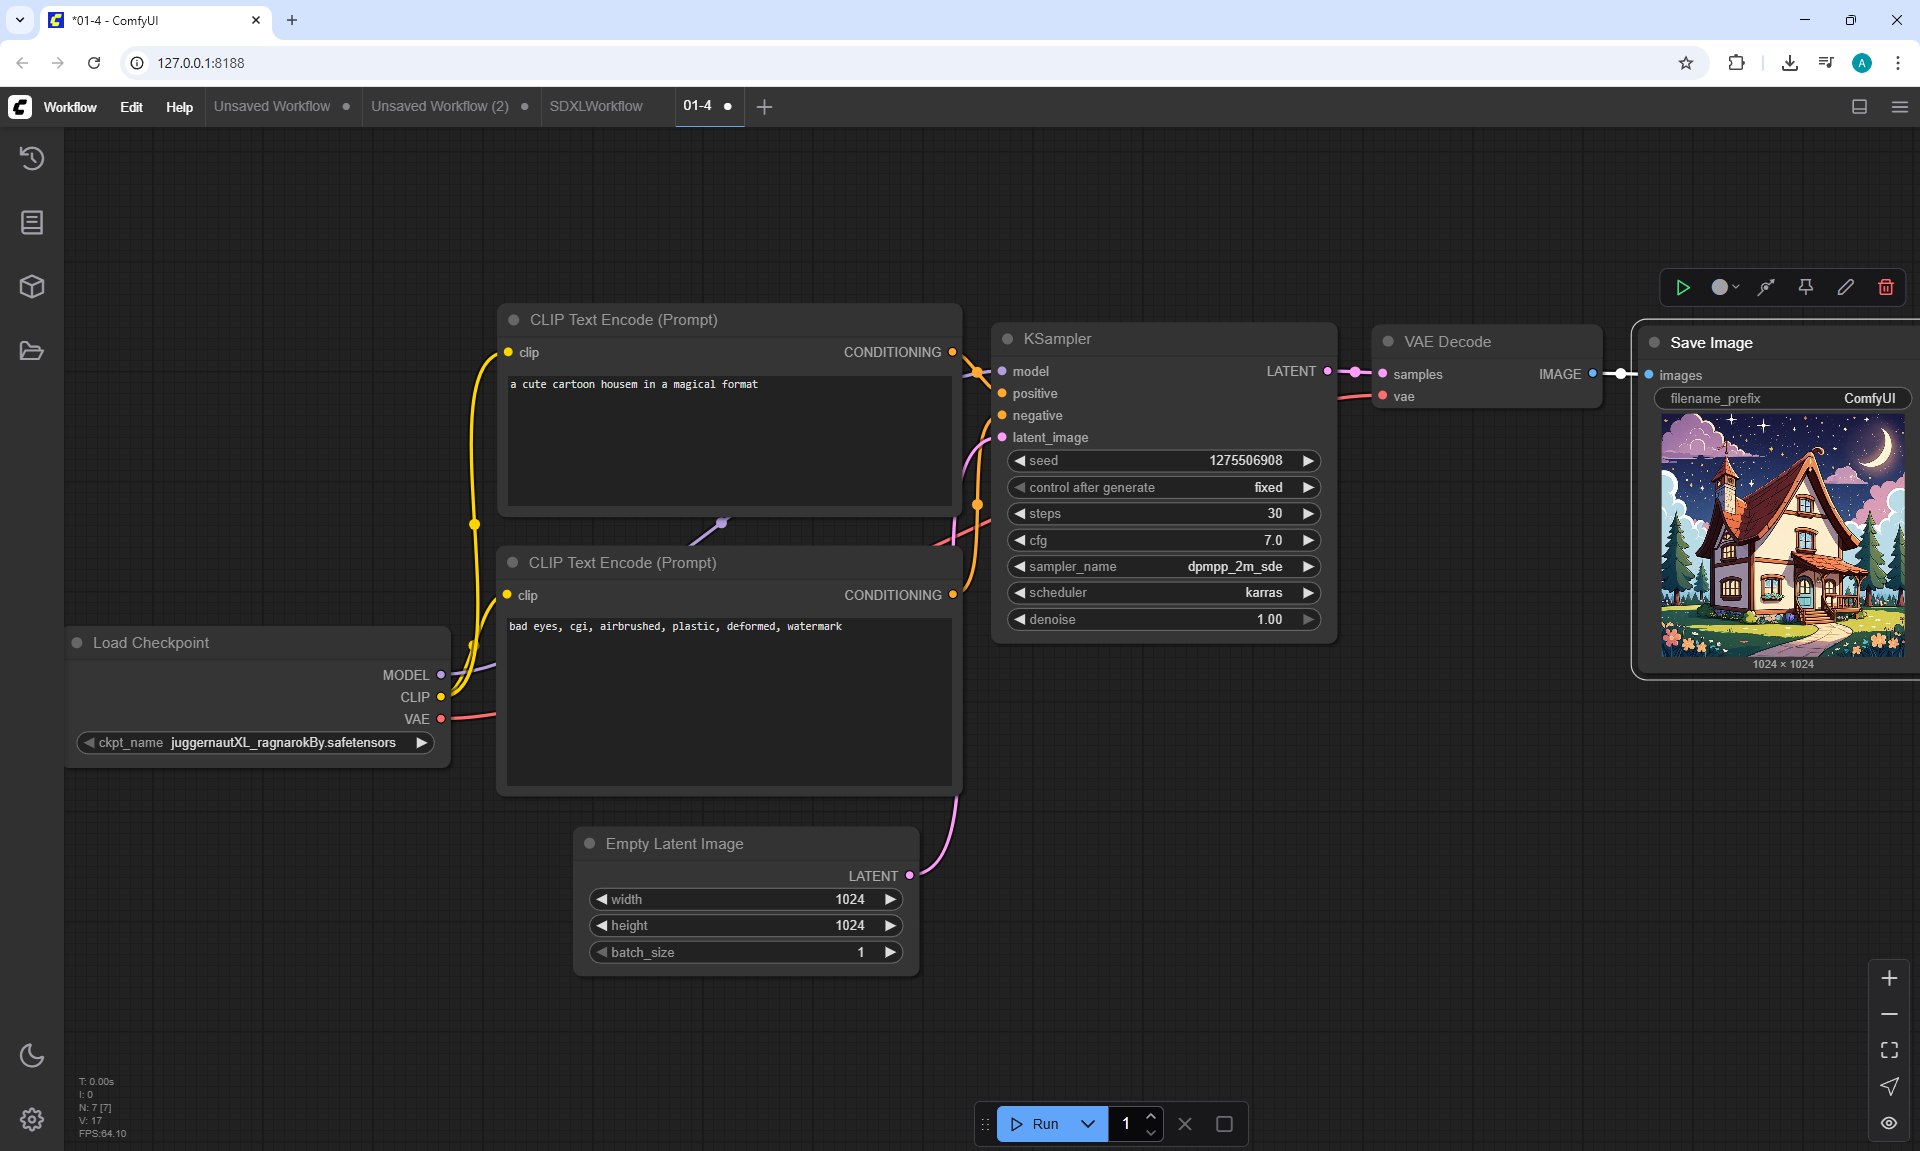 *01-4 - ComfyUI
127.0.0.1:8188
A
Workflow Edit Help Unsaved Workflow Unsaved Workflow (2) SDXLWorkflow 01-4
CLIP Text Encode (Prompt)
clip CONDITIONING
a cute cartoon housem in a magical format
CLIP Text Encode (Prompt)
clip CONDITIONING
bad eyes, cgi, airbrushed, plastic, deformed, watermark
Load Checkpoint
MODEL
CLIP
VAE
ckpt_name juggernautXL_ragnarokBy.safetensors
Empty Latent Image
LATENT
width 1024
height 1024
batch_size 1
KSampler
model LATENT
positive
negative
latent_image
seed 1275506908
control after generate fixed
steps 30
cfg 7.0
sampler_name dpmpp_2m_sde
scheduler karras
denoise 1.00
VAE Decode
samples IMAGE
vae
Save Image
images
filename_prefix ComfyUI
1024 × 1024
T: 0.00s
I: 0
N: 7 [7]
V: 17
FPS:64.10
Run 1